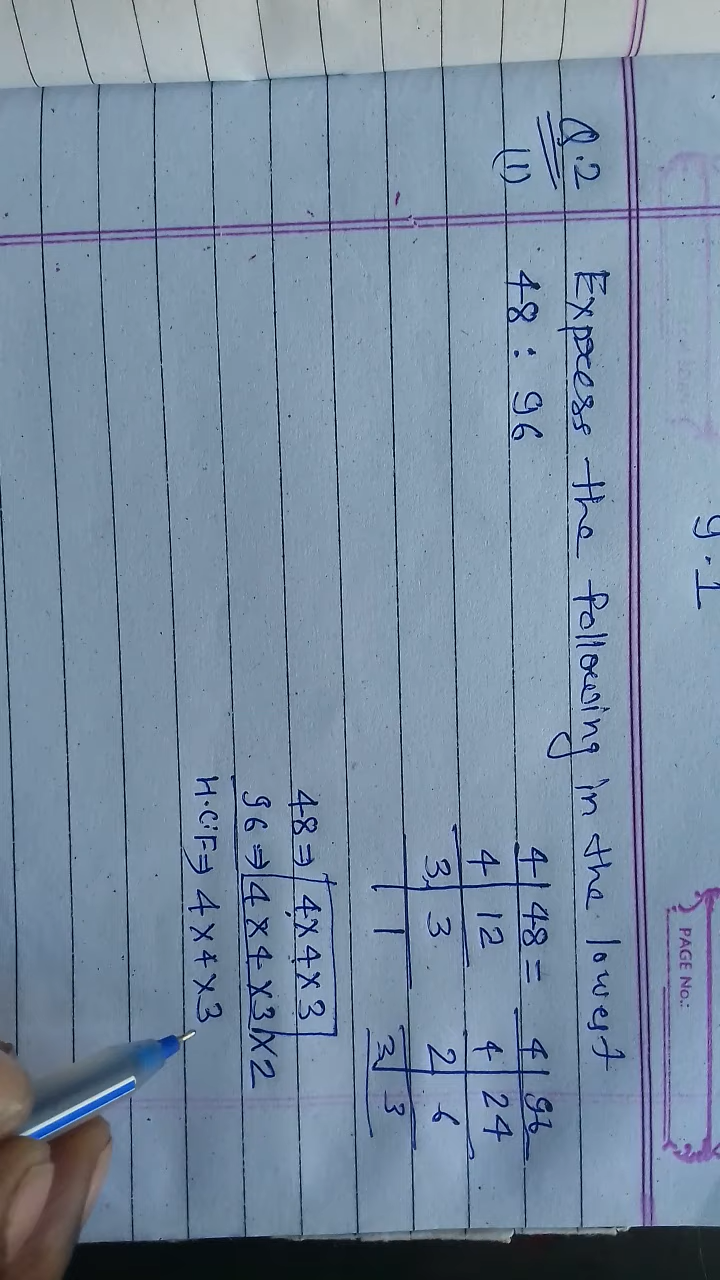 9.1
PAGE No.:
Q.2 Express the following in the lowest
(1) 48 : 96
4 | 48 = 4 | 96
4 | 12 4 | 24
3 | 3 2 | 6
1 3 | 3
48 ⇒ 4×4×3
96 ⇒ 4×4×3×2
H.C.F ⇒ 4×4×3